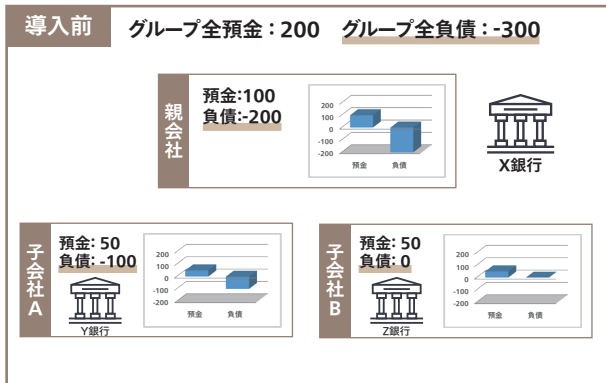 導入前
グループ全預金：200 グループ全負債：-300
親会社
預金:100
負債:-200
200
100
0
-100
-200
預金 負債
X銀行
子会社A
預金: 50
負債: -100
Y銀行
200
100
0
-100
-200
預金 負債
子会社B
預金: 50
負債: 0
Z銀行
200
100
0
-100
-200
預金 負債